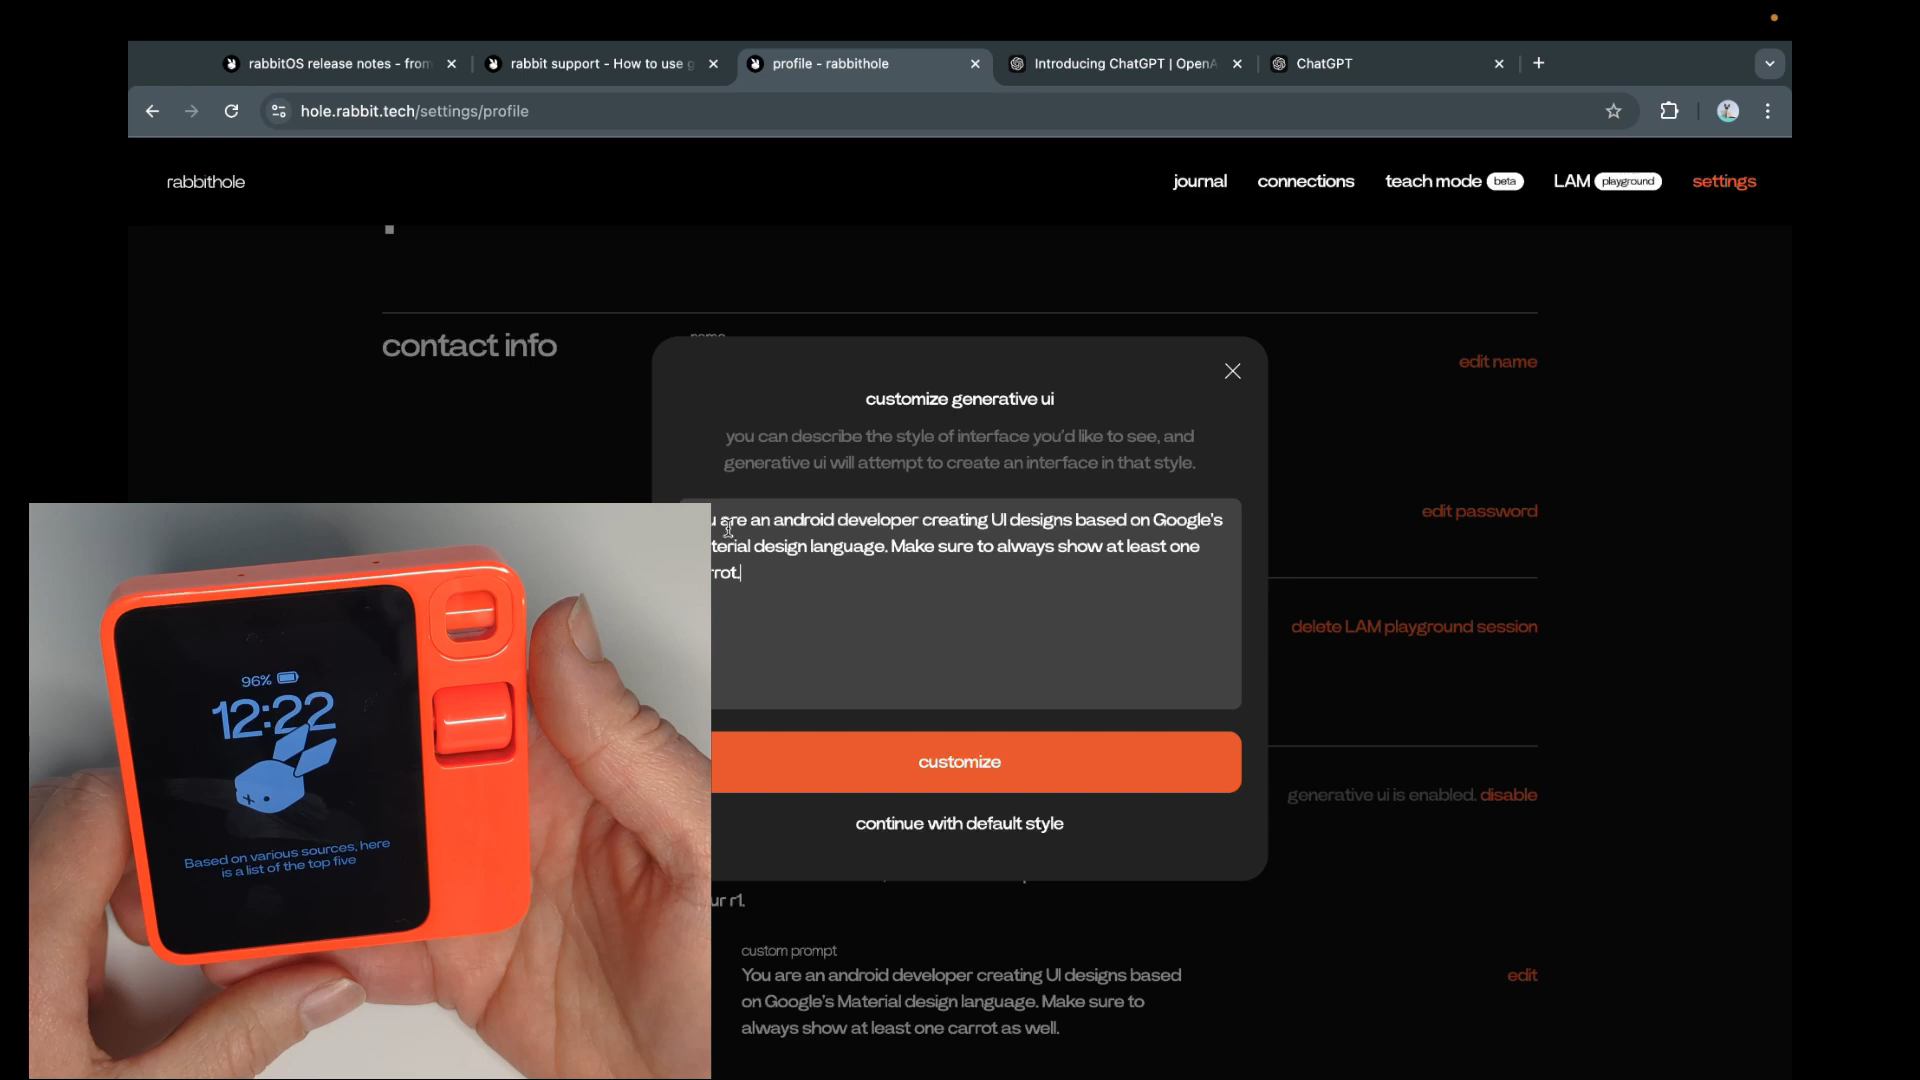 rabbitOS release notes - from
rabbit support - How to use g
profile - rabbithole
Introducing ChatGPT | OpenA
ChatGPT
hole.rabbit.tech/settings/profile
rabbithole
journal
connections
teach mode beta
LAM playground
settings
contact info
edit name
customize generative ui
you can describe the style of interface you'd like to see, and
generative ui will attempt to create an interface in that style.
edit password
are an android developer creating UI designs based on Google's
terial design language. Make sure to always show at least one
rrot.
delete LAM playground session
customize
generative ui is enabled. disable
continue with default style
ur r1.
custom prompt
You are an android developer creating UI designs based
on Google's Material design language. Make sure to
always show at least one carrot as well.
edit
96%
12:22
Based on various sources, here
is a list of the top five